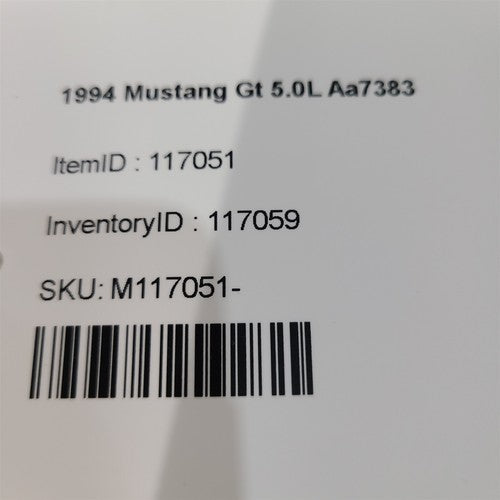 1994 Mustang Gt 5.0L Aa7383
ItemID : 117051
InventoryID : 117059
SKU: M117051-